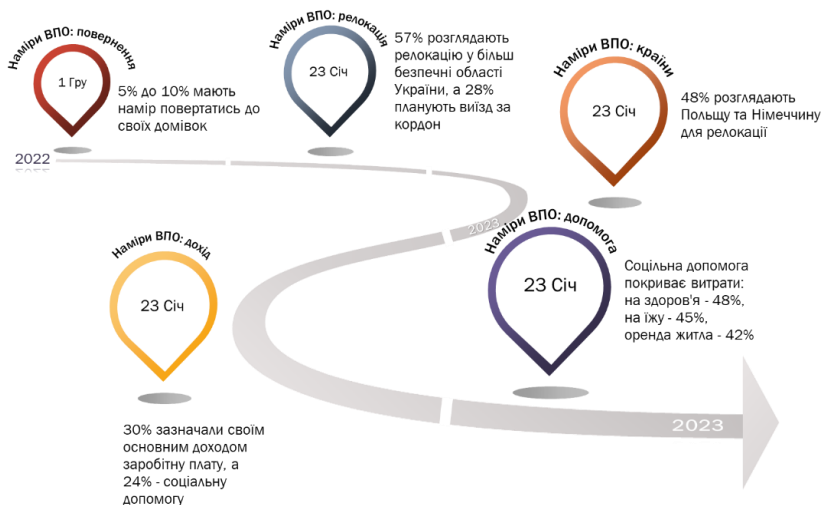 Наміри ВПО: повернення
1 Гру
5% до 10% мають
намір повертатись до
своїх домівок
Наміри ВПО: релокація
23 Січ
57% розглядають
релокацію у більш
безпечні області
України, а 28%
планують виїзд за
кордон
Наміри ВПО: країни
23 Січ
48% розглядають
Польщу та Німеччину
для релокації
2022
2023
Наміри ВПО: дохід
23 Січ
30% зазначали своїм
основним доходом
заробітну плату, а
24% - соціальну
допомогу
Наміри ВПО: допомога
23 Січ
Соцільна допомога
покриває витрати:
на здоров'я - 48%,
на їжу - 45%,
оренда житла - 42%
2023